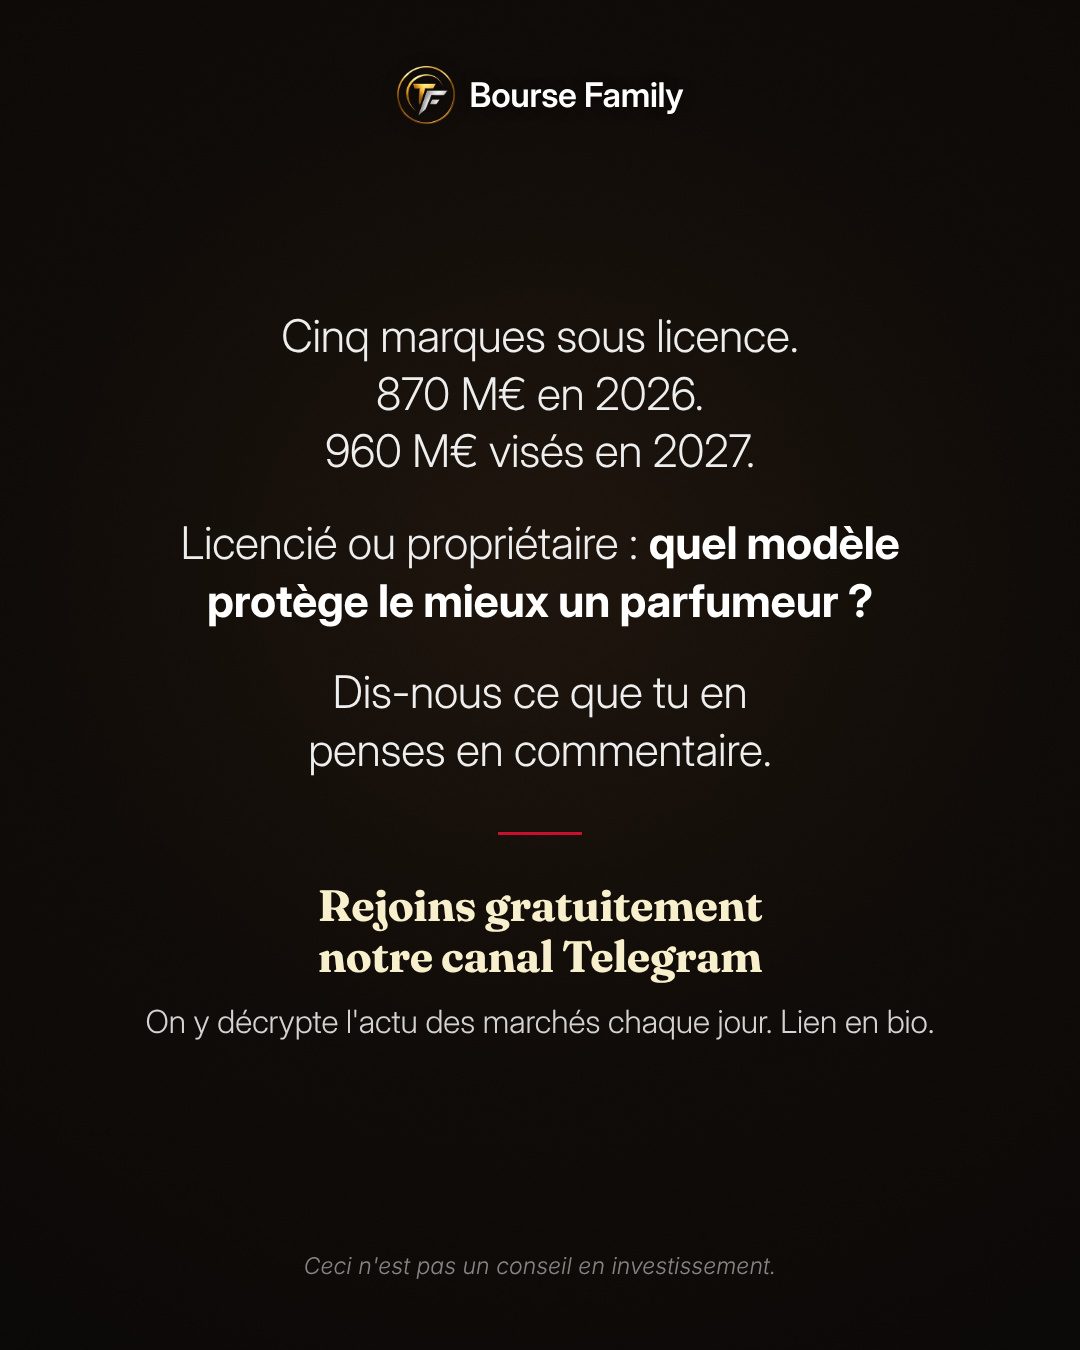 TF Bourse Family
Cinq marques sous licence.
870 M€ en 2026.
960 M€ visés en 2027.
Licencié ou propriétaire : quel modèle
protège le mieux un parfumeur ?
Dis-nous ce que tu en
penses en commentaire.
Rejoins gratuitement
notre canal Telegram
On y décrypte l'actu des marchés chaque jour. Lien en bio.
Ceci n'est pas un conseil en investissement.